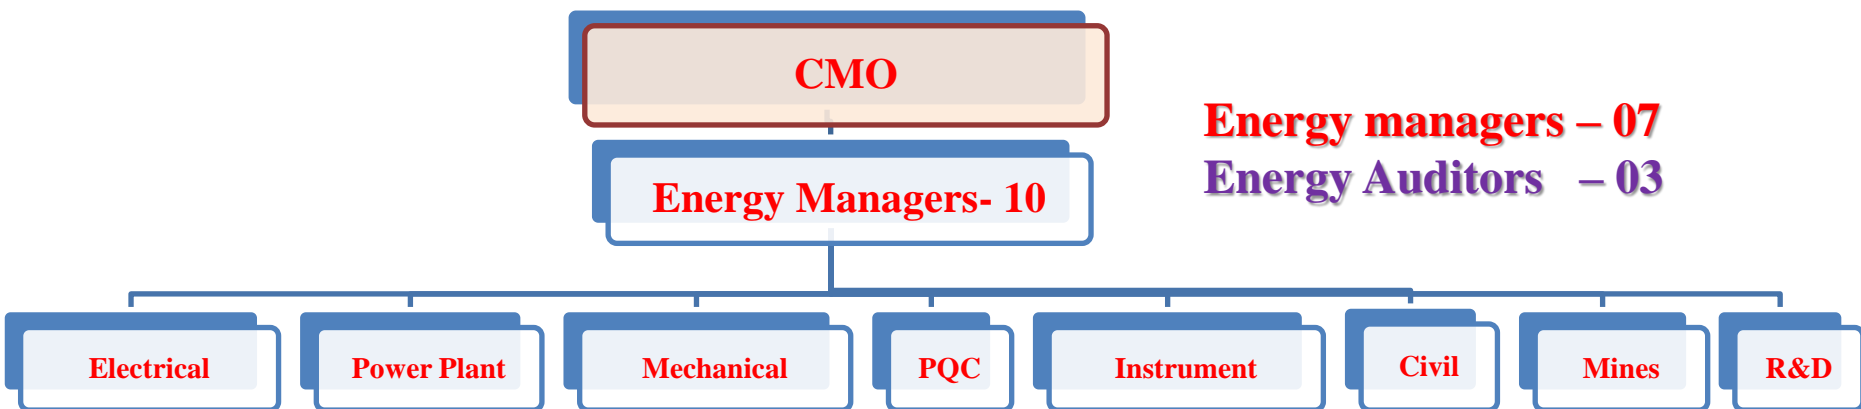 CMO
Energy managers – 07
Energy Auditors – 03
Energy Managers- 10
Electrical
Power Plant
Mechanical
PQC
Instrument
Civil
Mines
R&D